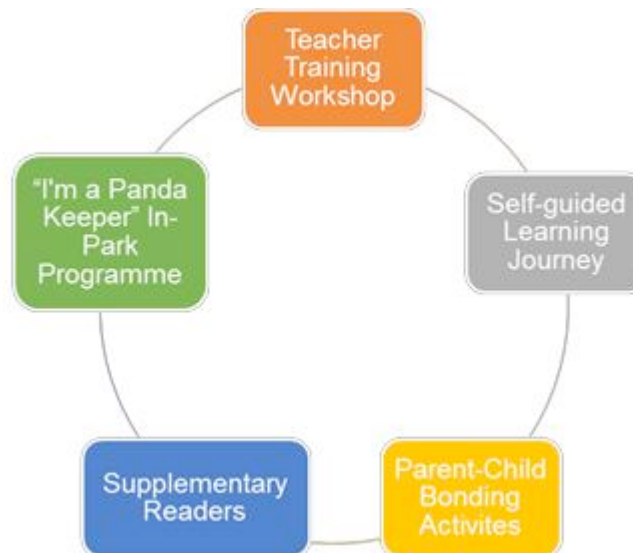 Teacher
Training
Workshop
Self-guided
Learning
Journey
Parent-Child
Bonding
Activites
Supplementary
Readers
“I'm a Panda
Keeper” In-
Park
Programme